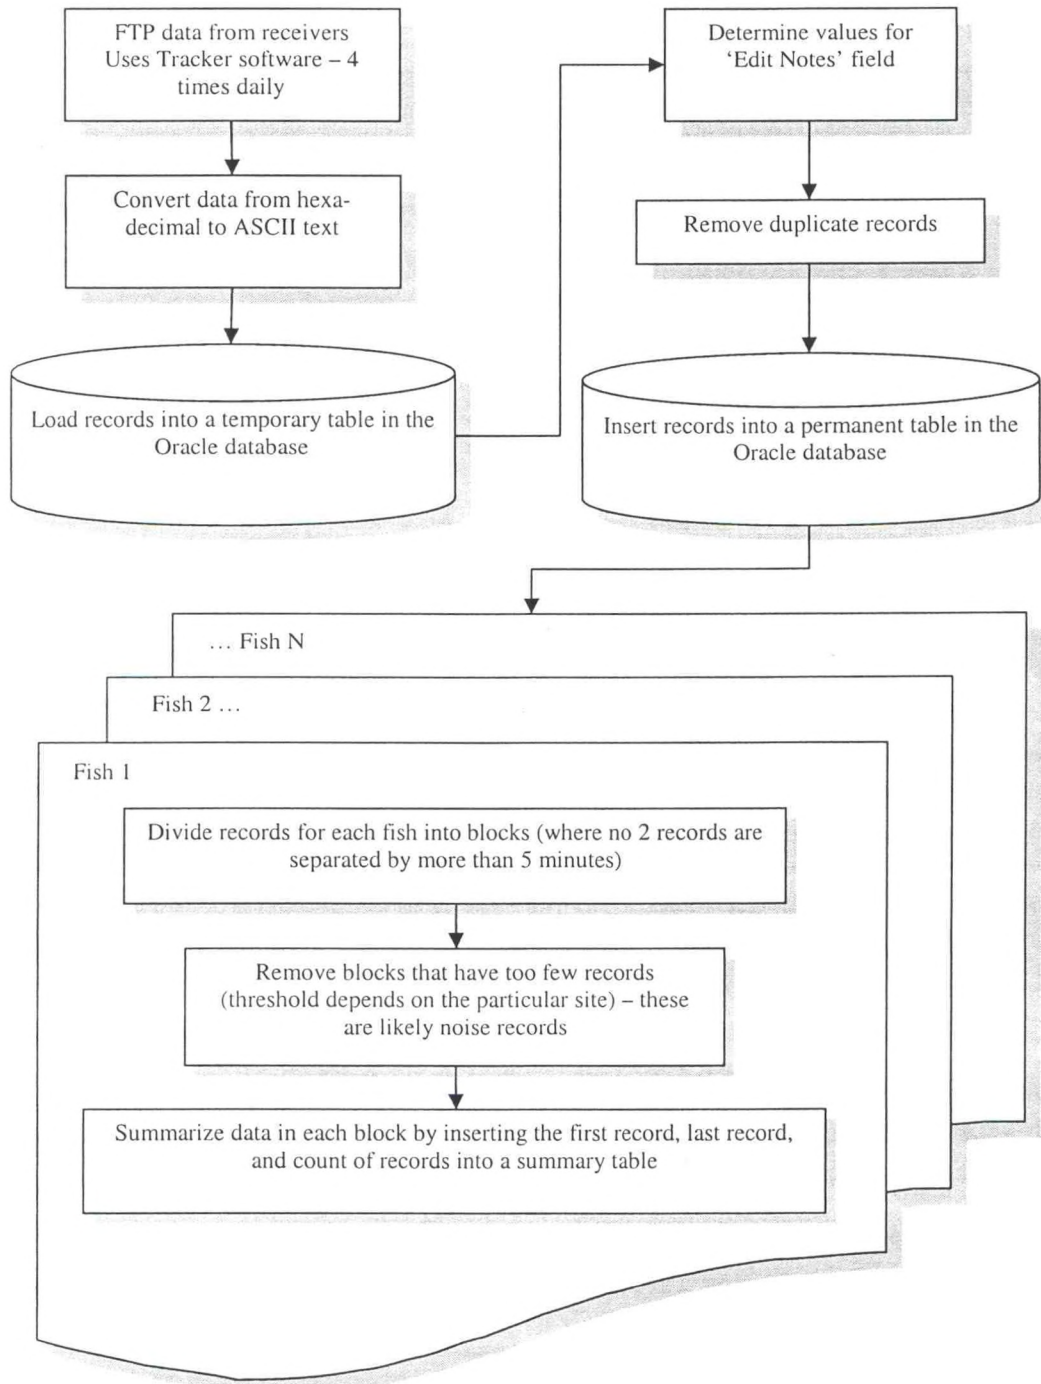 FTP data from receivers
Uses Tracker software – 4
times daily
Convert data from hexa-
decimal to ASCII text
Load records into a temporary table in the
Oracle database
Determine values for
‘Edit Notes’ field
Remove duplicate records
Insert records into a permanent table in the
Oracle database
… Fish N
Fish 2 …
Fish 1
Divide records for each fish into blocks (where no 2 records are
separated by more than 5 minutes)
Remove blocks that have too few records
(threshold depends on the particular site) – these
are likely noise records
Summarize data in each block by inserting the first record, last record,
and count of records into a summary table